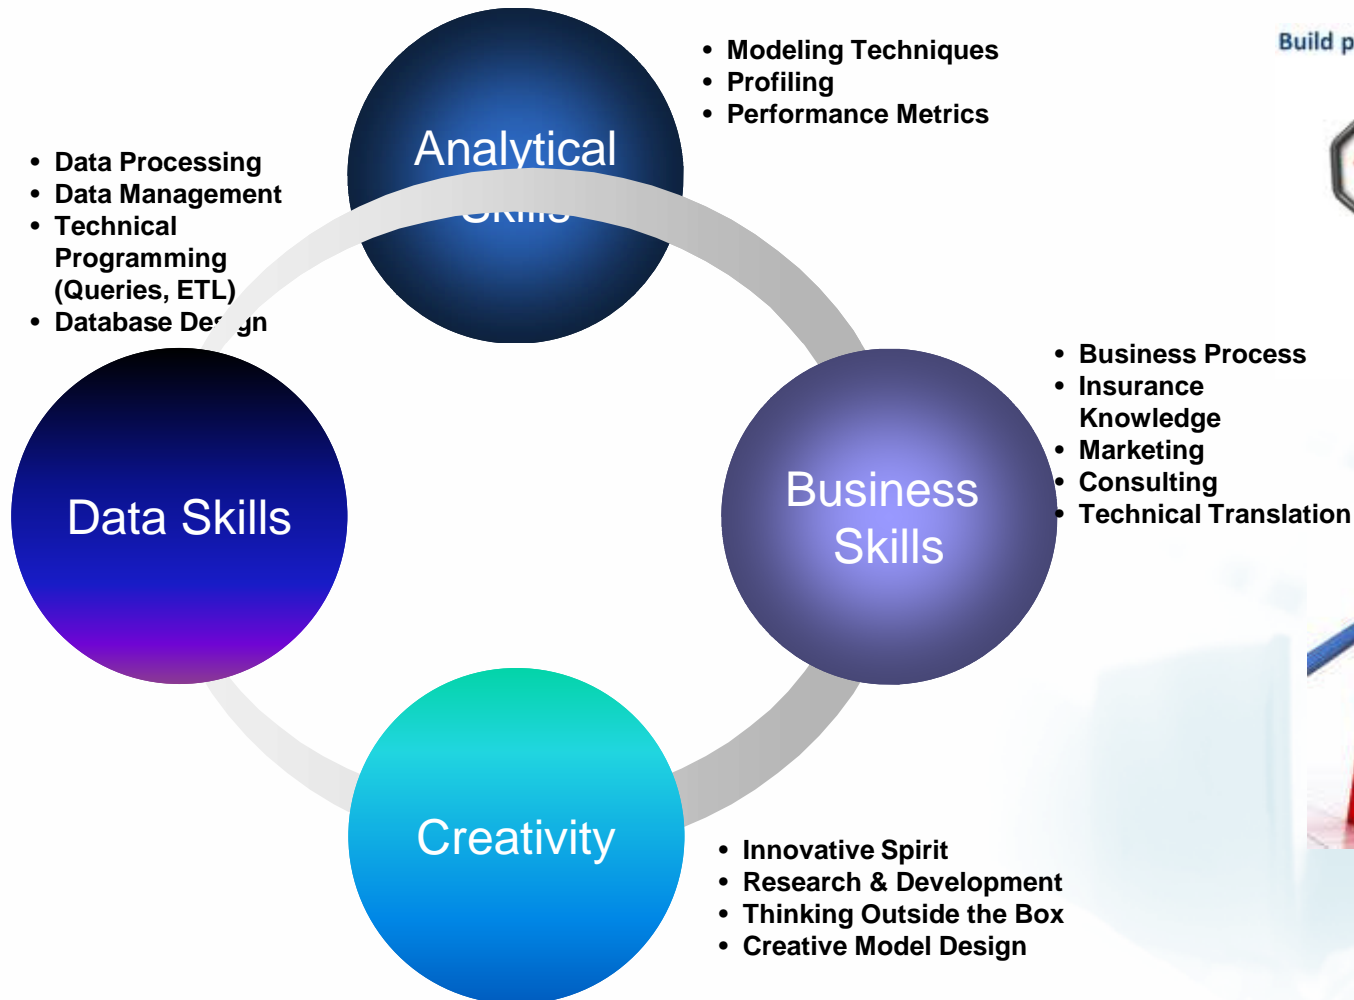 Build p
• Modeling Techniques
• Profiling
• Performance Metrics
Analytical
Skills
• Data Processing
• Data Management
• Technical
Programming
(Queries, ETL)
• Database Design
• Business Process
• Insurance
Knowledge
• Marketing
• Consulting
• Technical Translation
Business
Skills
Data Skills
Creativity
• Innovative Spirit
• Research & Development
• Thinking Outside the Box
• Creative Model Design